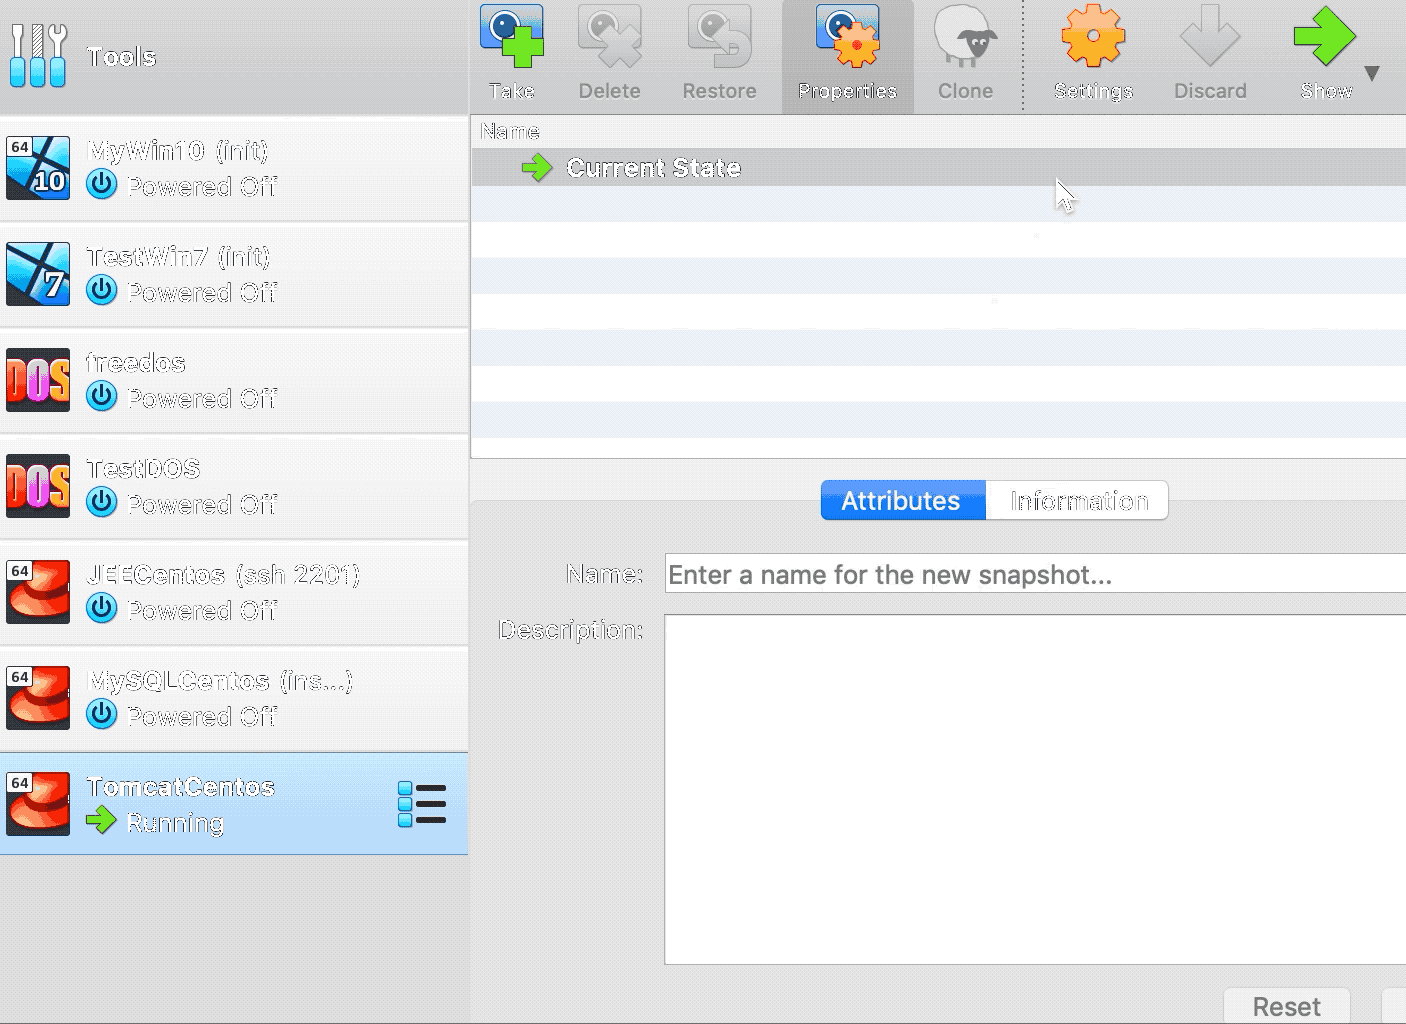 Tools
Take Delete Restore Properties Clone Settings Discard Show
64 MyWin10 (init)
10 Powered Off
TestWin7 (init)
7 Powered Off
DOS freedos
Powered Off
DOS TestDOS
Powered Off
64 JEECentos (ssh 2201)
Powered Off
64 MySQLCentos (ins...)
Powered Off
64 TomcatCentos
Running
Name
Current State
Attributes Information
Name: Enter a name for the new snapshot...
Description:
Reset